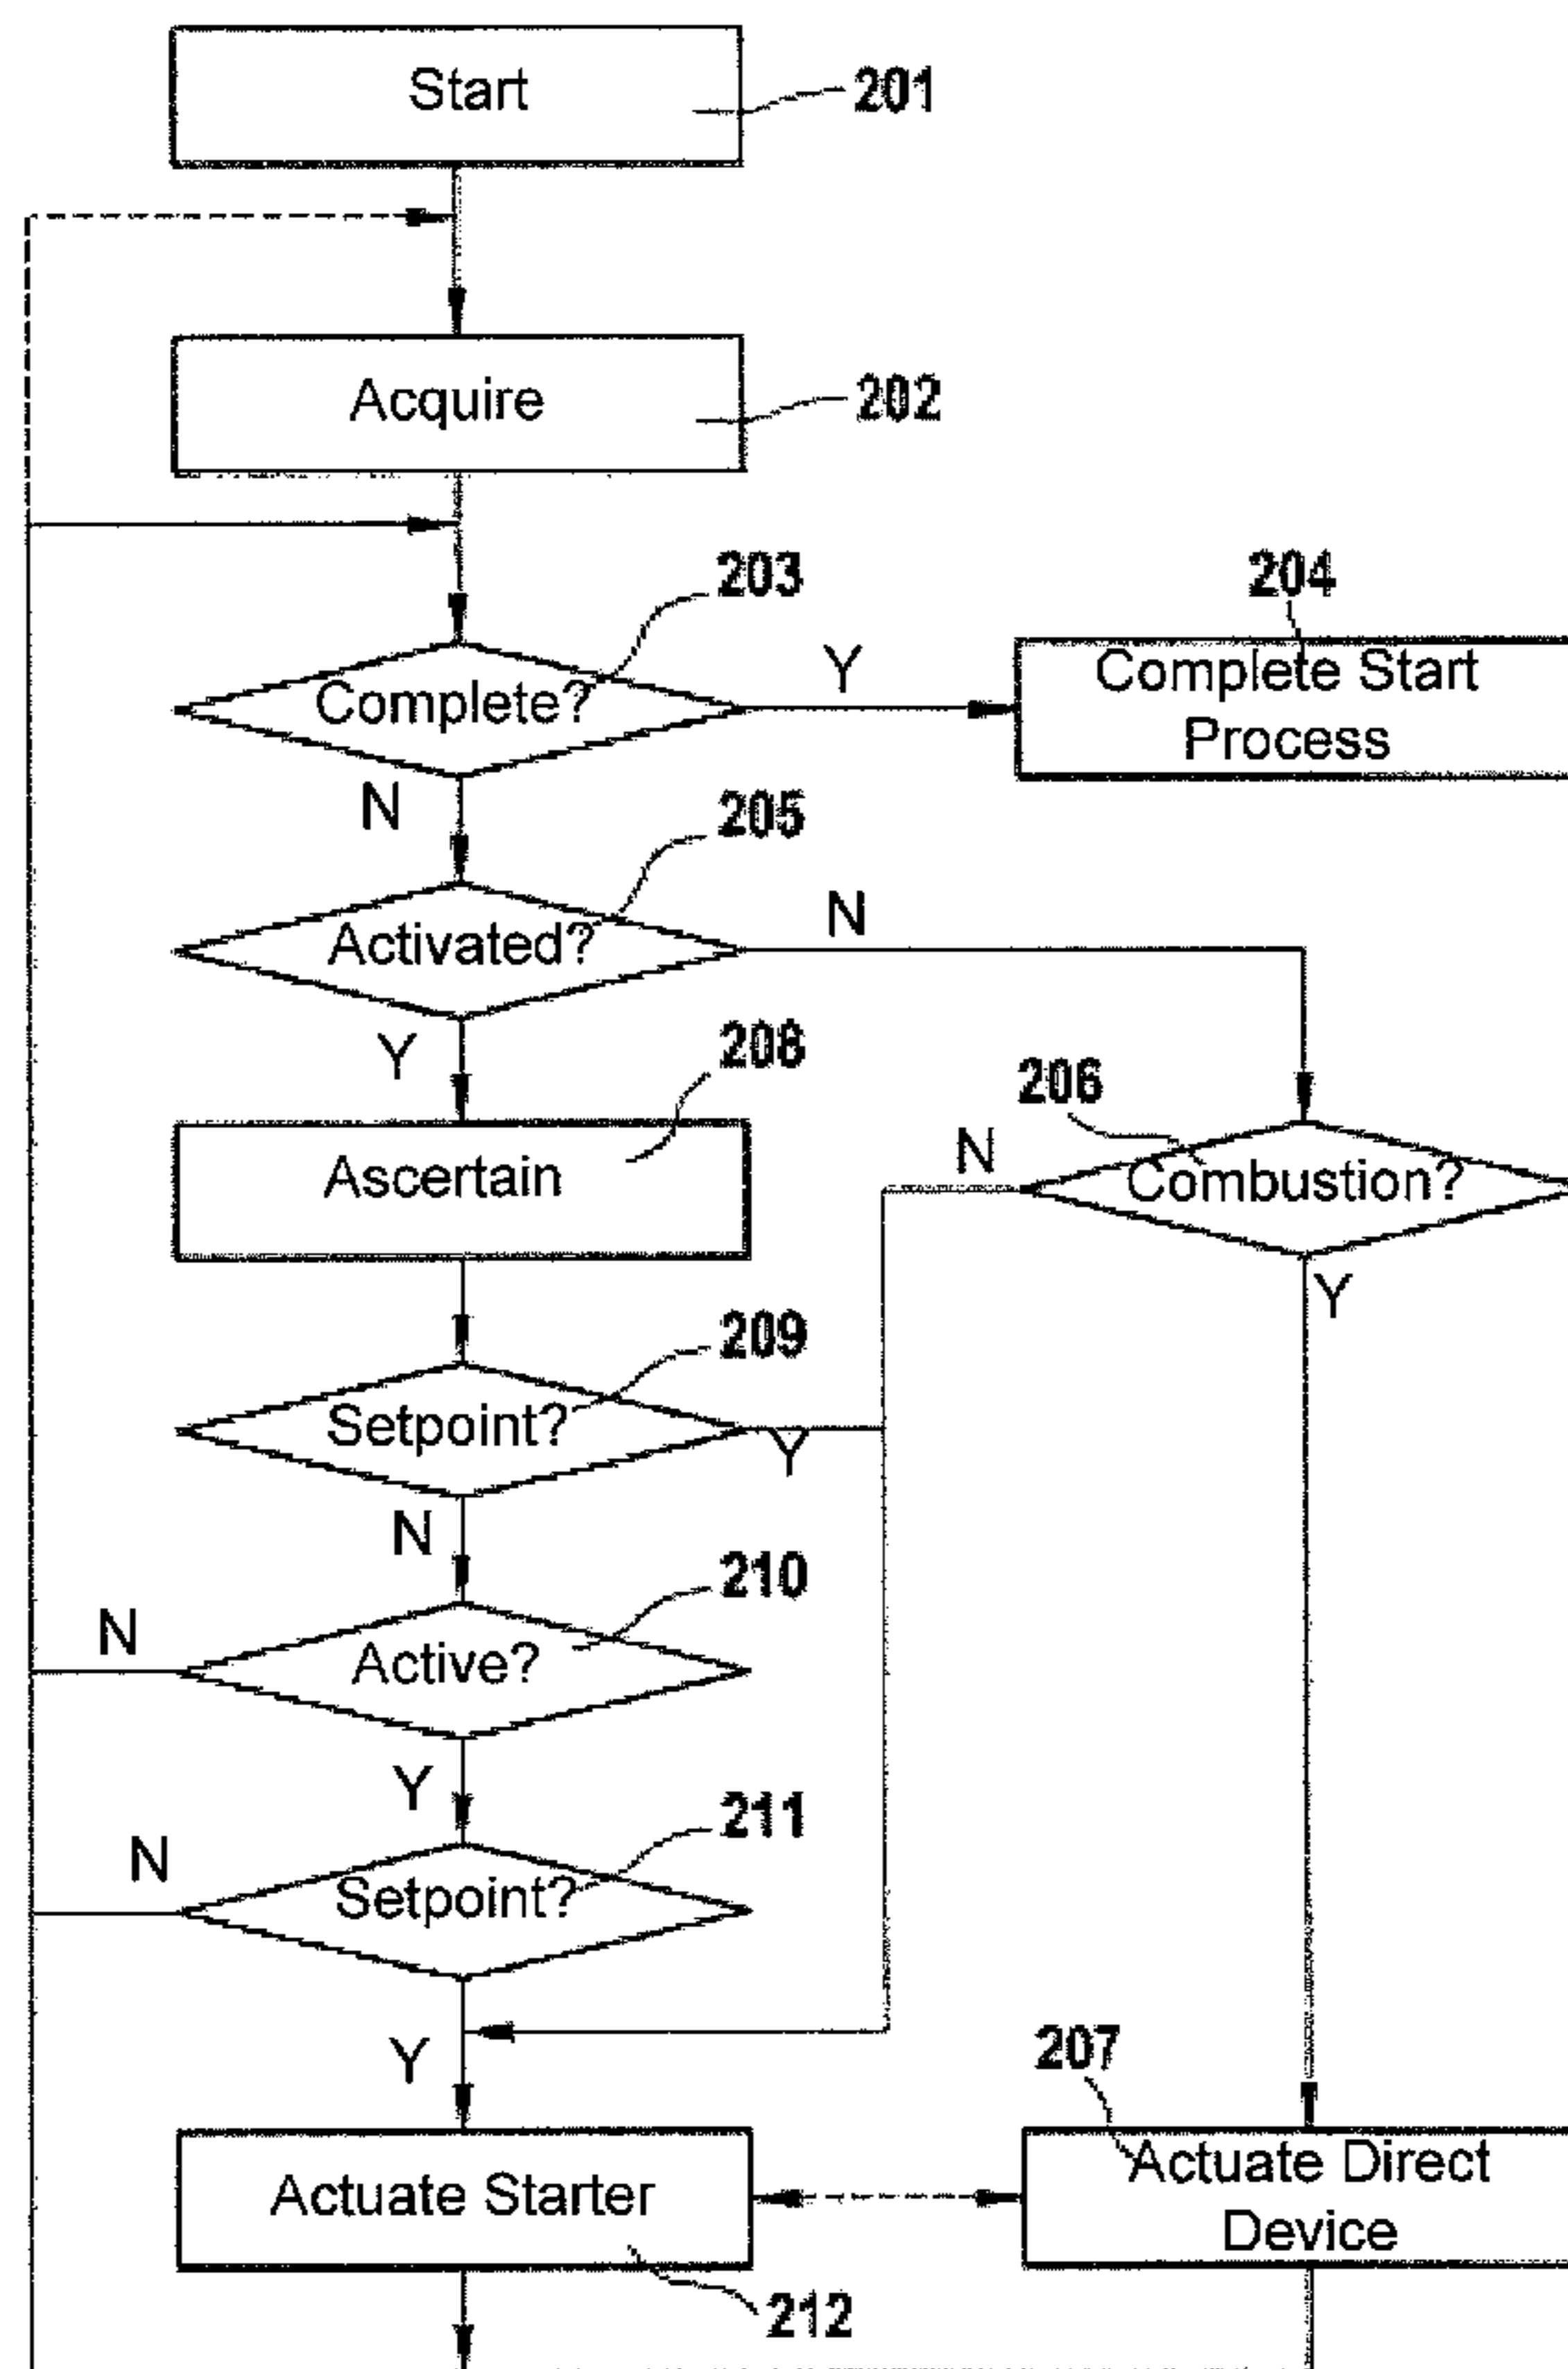 Start
201
Acquire
202
203
204
Complete?
Y
Complete Start
Process
N
205
Activated?
N
Y
208
206
Ascertain
N
Combustion?
Y
209
Setpoint?
Y
N
210
N
Active?
Y
211
N
Setpoint?
Y
207
Actuate Starter
Actuate Direct
Device
212